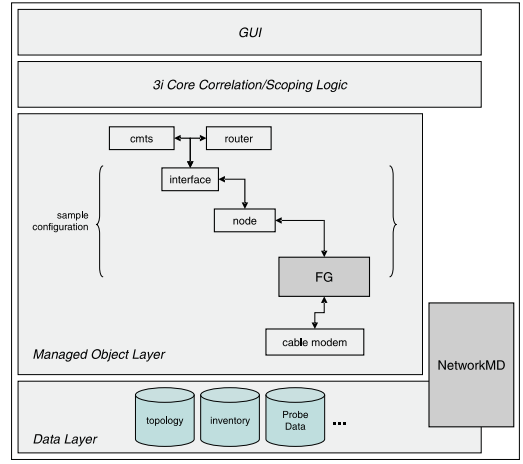 GUI
3i Core Correlation/Scoping Logic
cmts
router
interface
sample
configuration
node
FG
cable modem
Managed Object Layer
NetworkMD
topology
inventory
Probe
Data
...
Data Layer